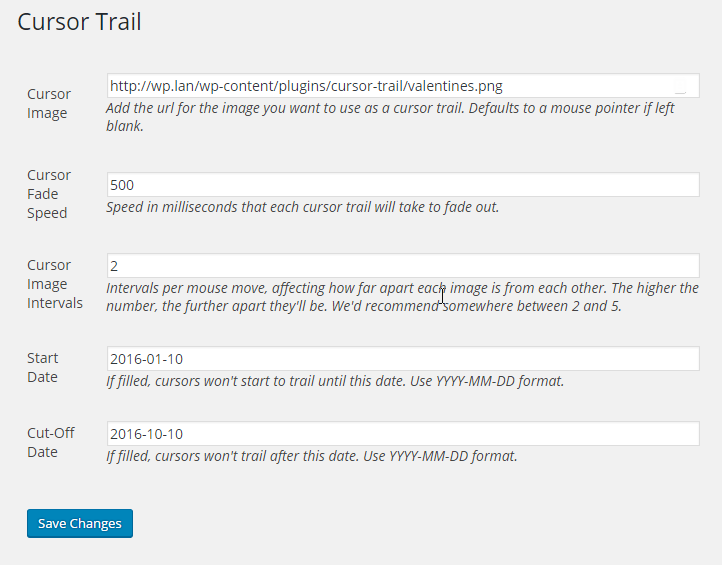 Cursor Trail
Cursor
Image
http://wp.lan/wp-content/plugins/cursor-trail/valentines.png
Add the url for the image you want to use as a cursor trail. Defaults to a mouse pointer if left
blank.
Cursor
Fade
Speed
500
Speed in milliseconds that each cursor trail will take to fade out.
Cursor
Image
Intervals
2
Intervals per mouse move, affecting how far apart each image is from each other. The higher the
number, the further apart they'll be. We'd recommend somewhere between 2 and 5.
Start
Date
2016-01-10
If filled, cursors won't start to trail until this date. Use YYYY-MM-DD format.
Cut-Off
Date
2016-10-10
If filled, cursors won't trail after this date. Use YYYY-MM-DD format.
Save Changes